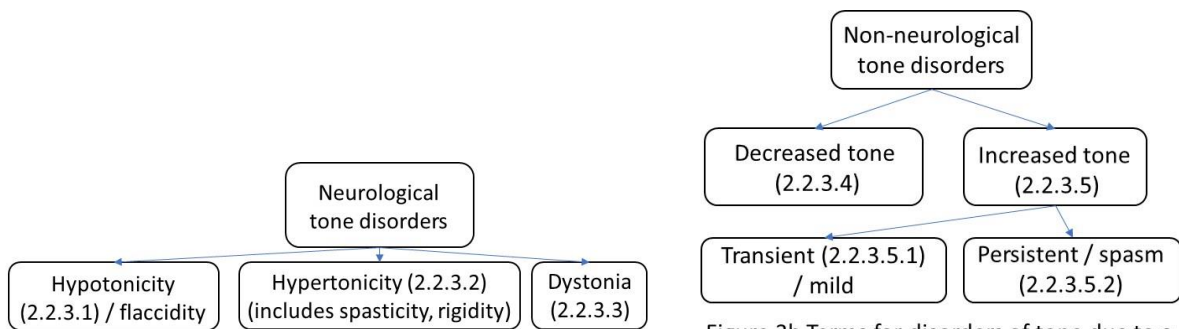 Neurological
tone disorders
Hypotonicity
(2.2.3.1) / flaccidity
Hypertonicity (2.2.3.2)
(includes spasticity, rigidity)
Dystonia
(2.2.3.3)
Non-neurological
tone disorders
Decreased tone
(2.2.3.4)
Increased tone
(2.2.3.5)
Transient (2.2.3.5.1)
/ mild
Persistent / spasm
(2.2.3.5.2)
Figure 2b Terms for disorders of tone due to a